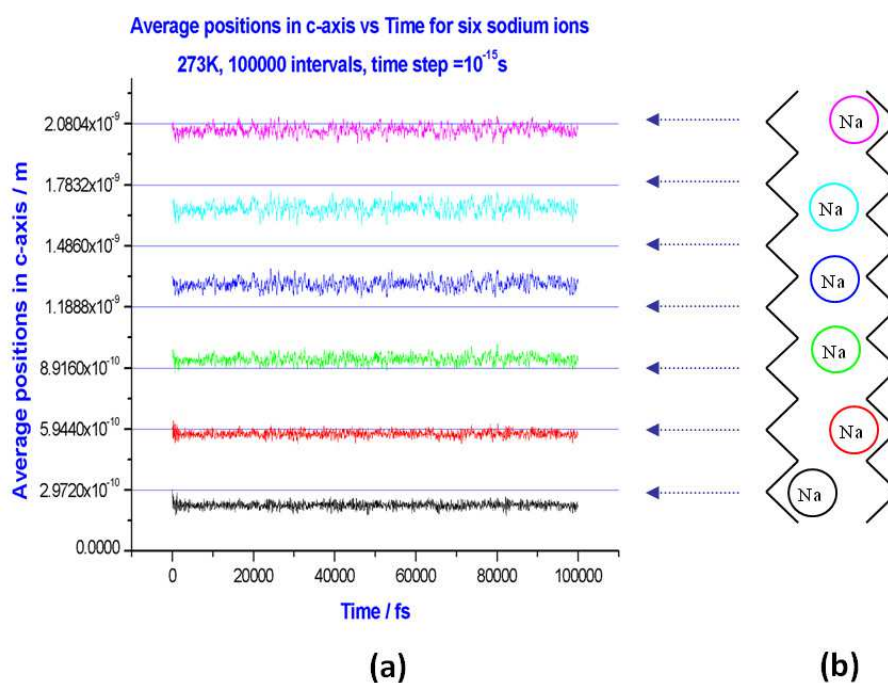 Average positions in c-axis vs Time for six sodium ions
273K, 100000 intervals, time step =10⁻¹⁵s
Average positions in c-axis / m
2.0804x10⁻⁹
1.7832x10⁻⁹
1.4860x10⁻⁹
1.1888x10⁻⁹
8.9160x10⁻¹⁰
5.9440x10⁻¹⁰
2.9720x10⁻¹⁰
0.0000
0 20000 40000 60000 80000 100000
Time / fs
(a)
Na
Na
Na
Na
Na
Na
(b)